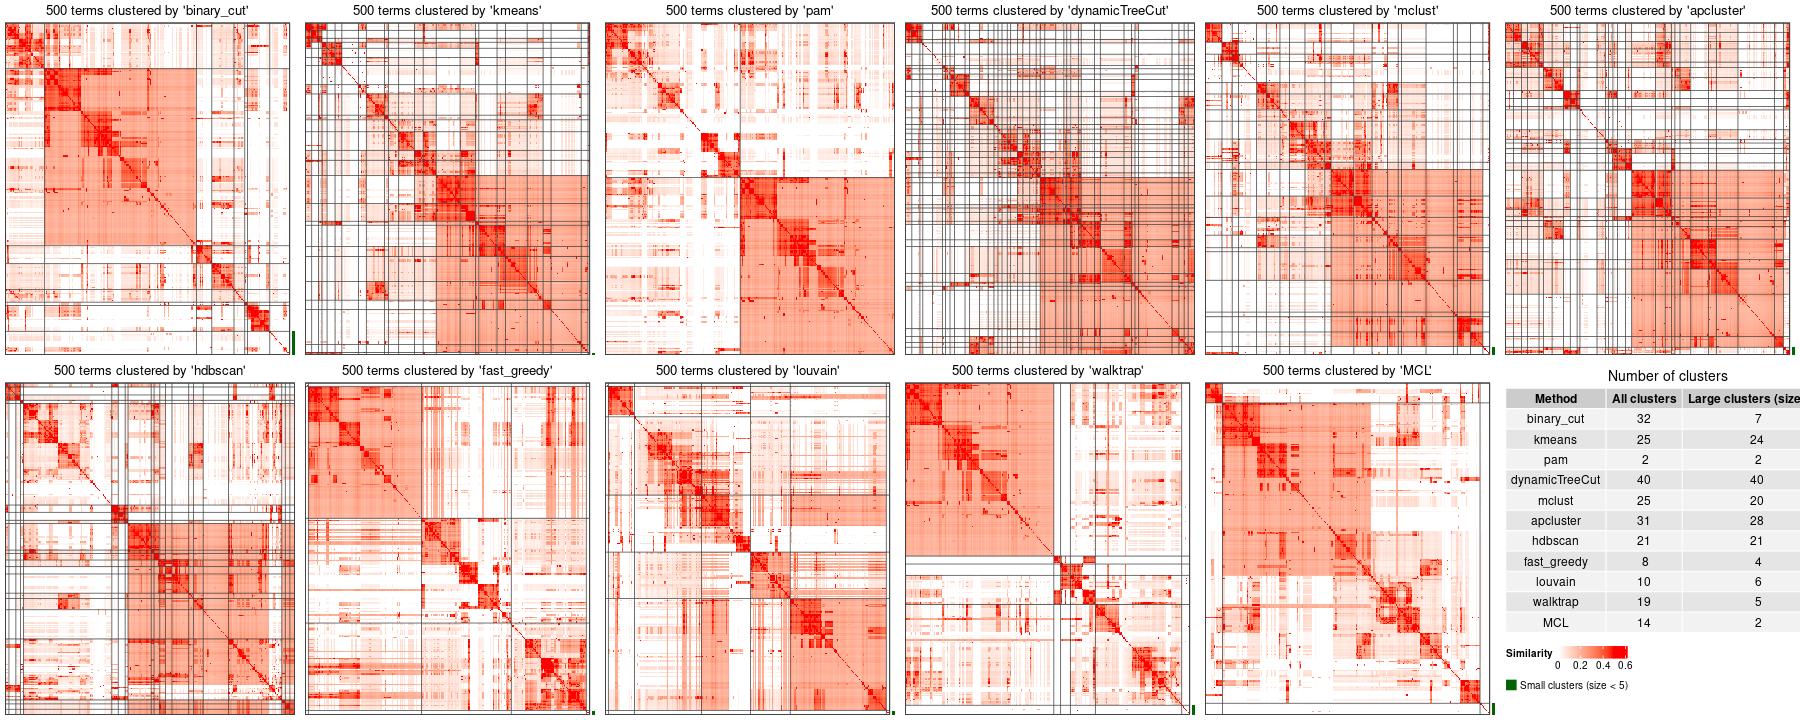 500 terms clustered by 'binary_cut'
500 terms clustered by 'kmeans'
500 terms clustered by 'pam'
500 terms clustered by 'dynamicTreeCut'
500 terms clustered by 'mclust'
500 terms clustered by 'apcluster'
500 terms clustered by 'hdbscan'
500 terms clustered by 'fast_greedy'
500 terms clustered by 'louvain'
500 terms clustered by 'walktrap'
500 terms clustered by 'MCL'
Number of clusters
Method All clusters Large clusters (size
binary_cut 32 7
kmeans 25 24
pam 2 2
dynamicTreeCut 40 40
mclust 25 20
apcluster 31 28
hdbscan 21 21
fast_greedy 8 4
louvain 10 6
walktrap 19 5
MCL 14 2
Similarity
0 0.2 0.4 0.6
Small clusters (size < 5)